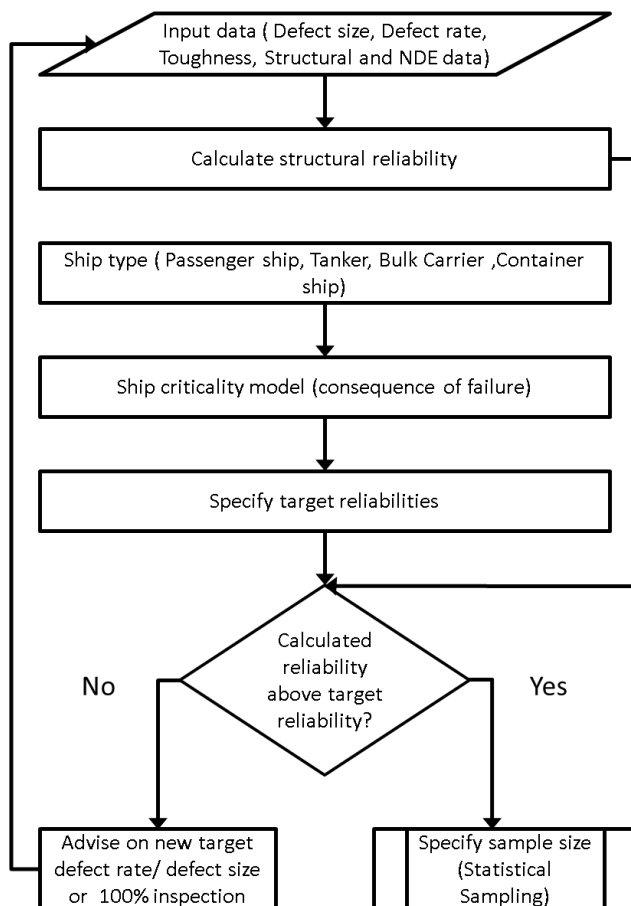 Input data ( Defect size, Defect rate,
Toughness, Structural and NDE data)
Calculate structural reliability
Ship type ( Passenger ship, Tanker, Bulk Carrier ,Container
ship)
Ship criticality model (consequence of failure)
Specify target reliabilities
Calculated
reliability
above target
reliability?
No
Yes
Advise on new target
defect rate/ defect size
or 100% inspection
Specify sample size
(Statistical
Sampling)